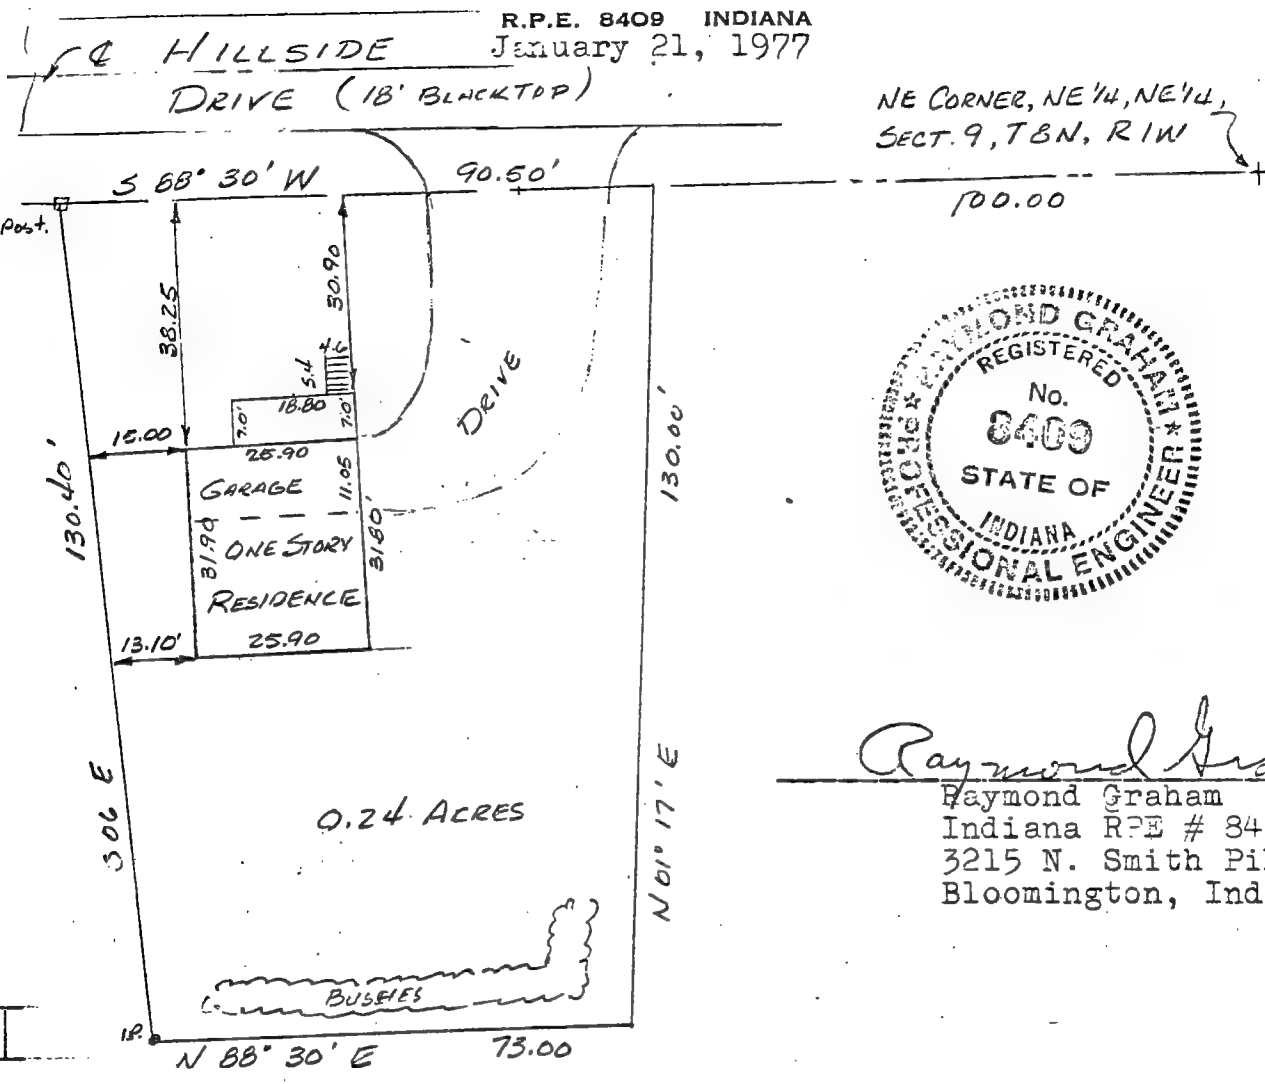 R.P.E. 8409 INDIANA
January 21, 1977
℄ HILLSIDE
DRIVE (18' BLACKTOP)
NE CORNER, NE 1/4, NE 1/4,
SECT. 9, T8N, R1W
S 88° 30' W
90.50'
100.00
Post.
38.25
30.90
4.6
5.4
18.80
7.0'
7.0'
15.00
25.90
DRIVE
GARAGE
11.05
ONE STORY
RESIDENCE
31.90
31.80'
13.10'
25.90
130.40'
130.00'
S06 E
N 01° 17' E
0.24 ACRES
BUSHES
I.P.
N 88° 30' E
73.00
RAYMOND GRAHAM
REGISTERED
No.
8409
STATE OF
INDIANA
PROFESSIONAL ENGINEER
Raymond Gra
Raymond Graham
Indiana RPE # 84
3215 N. Smith Pi
Bloomington, Ind